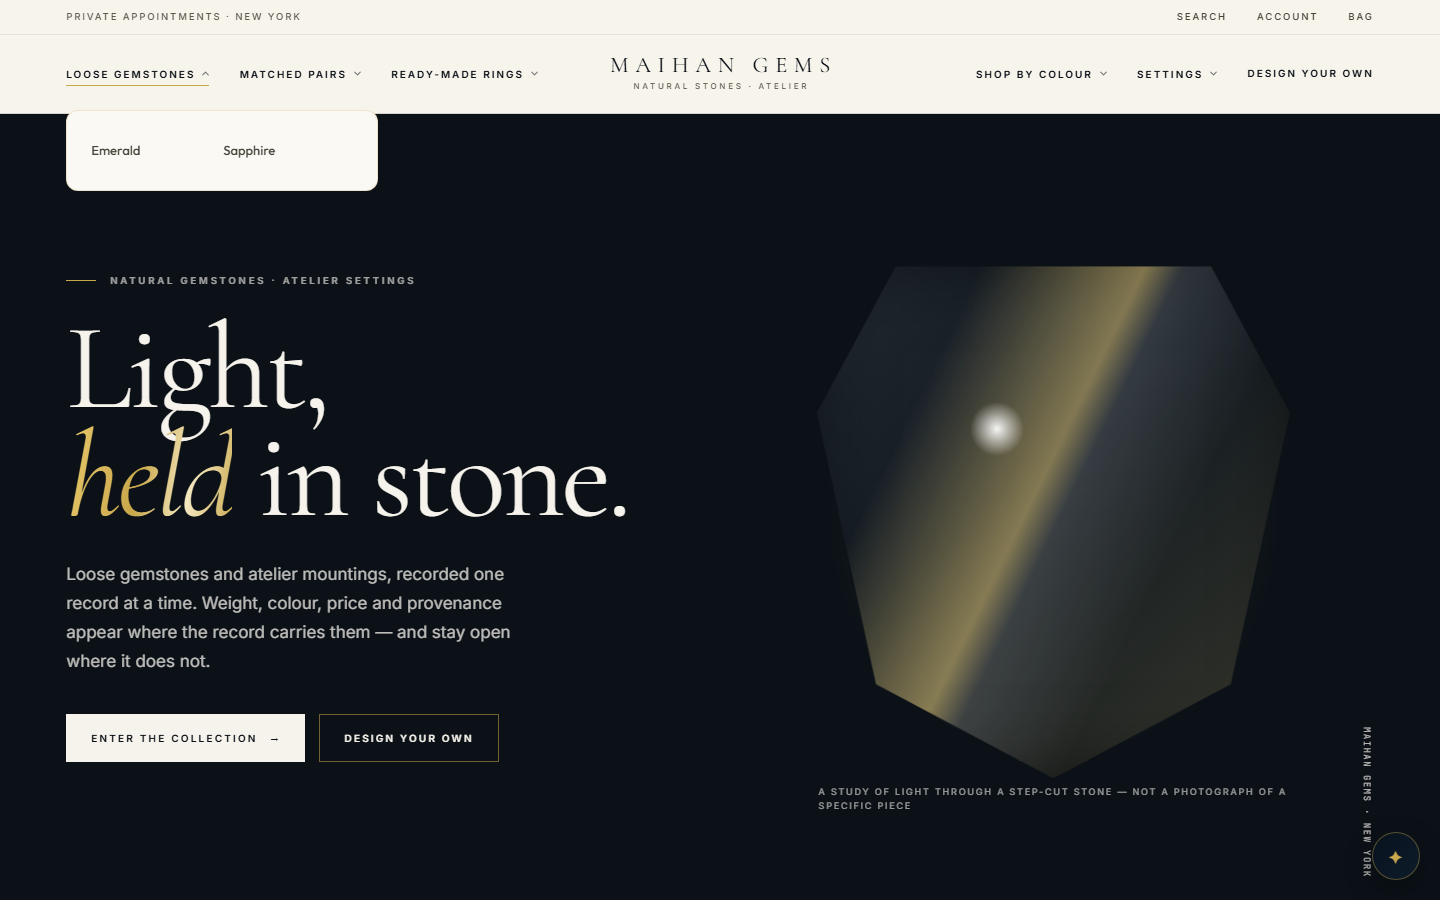 PRIVATE APPOINTMENTS · NEW YORK
SEARCH ACCOUNT BAG
LOOSE GEMSTONES MATCHED PAIRS READY-MADE RINGS
MAIHAN GEMS
NATURAL STONES · ATELIER
SHOP BY COLOUR SETTINGS DESIGN YOUR OWN
Emerald Sapphire
NATURAL GEMSTONES · ATELIER SETTINGS
Light,
held in stone.
Loose gemstones and atelier mountings, recorded one
record at a time. Weight, colour, price and provenance
appear where the record carries them — and stay open
where it does not.
ENTER THE COLLECTION →
DESIGN YOUR OWN
A STUDY OF LIGHT THROUGH A STEP-CUT STONE — NOT A PHOTOGRAPH OF A
SPECIFIC PIECE
MAIHAN GEMS · NEW YORK